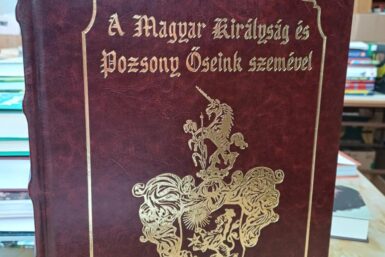 A Magyar Királyság és
Pozsony Őseink szemével